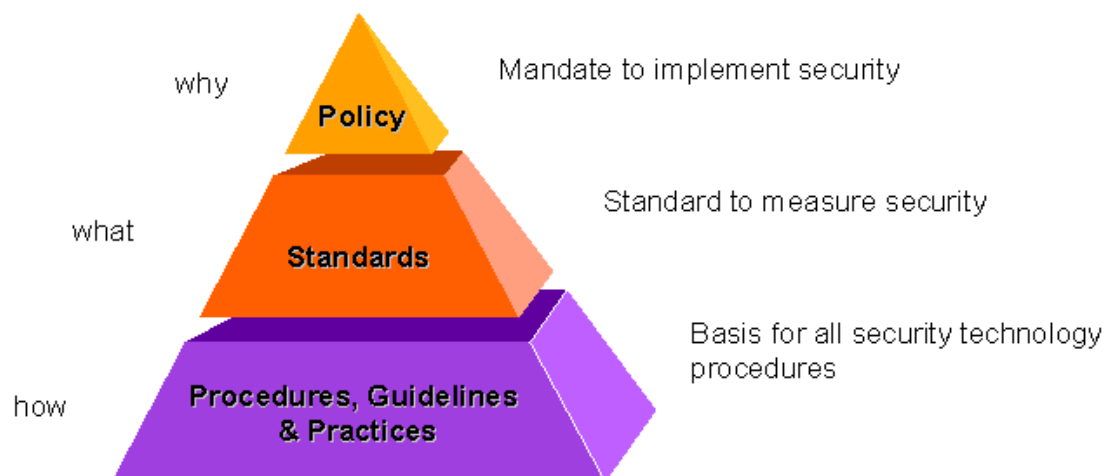 why
Policy
Mandate to implement security
what
Standards
Standard to measure security
how
Procedures, Guidelines
& Practices
Basis for all security technology
procedures